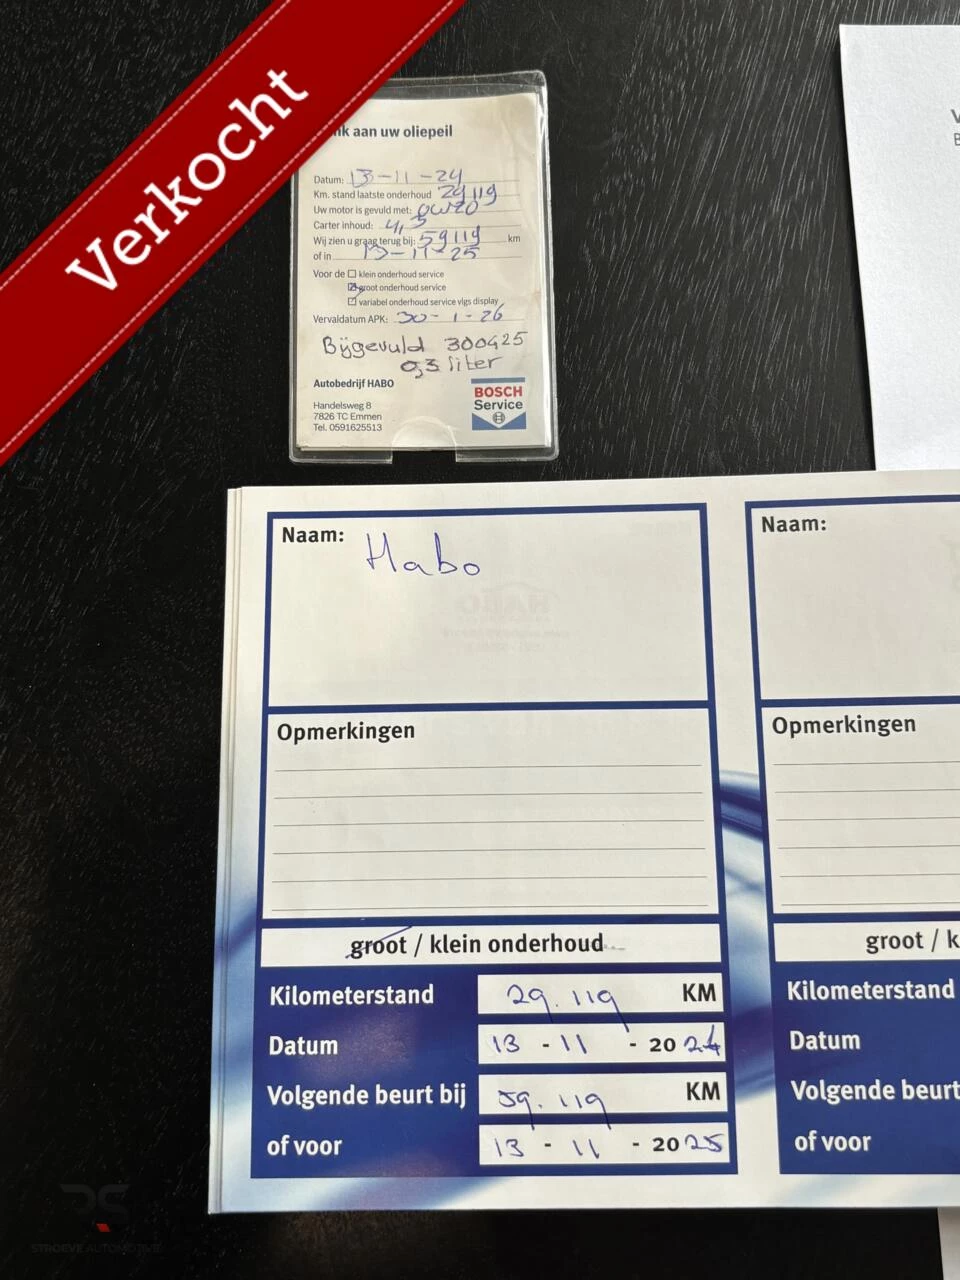 Verkocht
nk aan uw oliepeil
Datum: 13-11-24
Km. stand laatste onderhoud 29119
Uw motor is gevuld met: 0W20
Carter inhoud: 4,5
Wij zien u graag terug bij: 59119 km
of in 13-11-25
Voor de klein onderhoud service
groot onderhoud service
variabel onderhoud service vlgs display
Vervaldatum APK: 30-1-26
Bijgevuld 300425
0,3 liter
Autobedrijf HABO
Handelsweg 8
7826 TC Emmen
Tel. 0591625513
BOSCH
Service
Naam: Habo
Opmerkingen
groot / klein onderhoud
Kilometerstand 29.119 KM
Datum 13 - 11 - 2024
Volgende beurt bij 59.119 KM
of voor 13 - 11 - 2025
Naam:
Opmerkingen
groot / k
Kilometerstand
Datum
Volgende beurt
of voor
RS
STROEVE AUTOMOTIVE